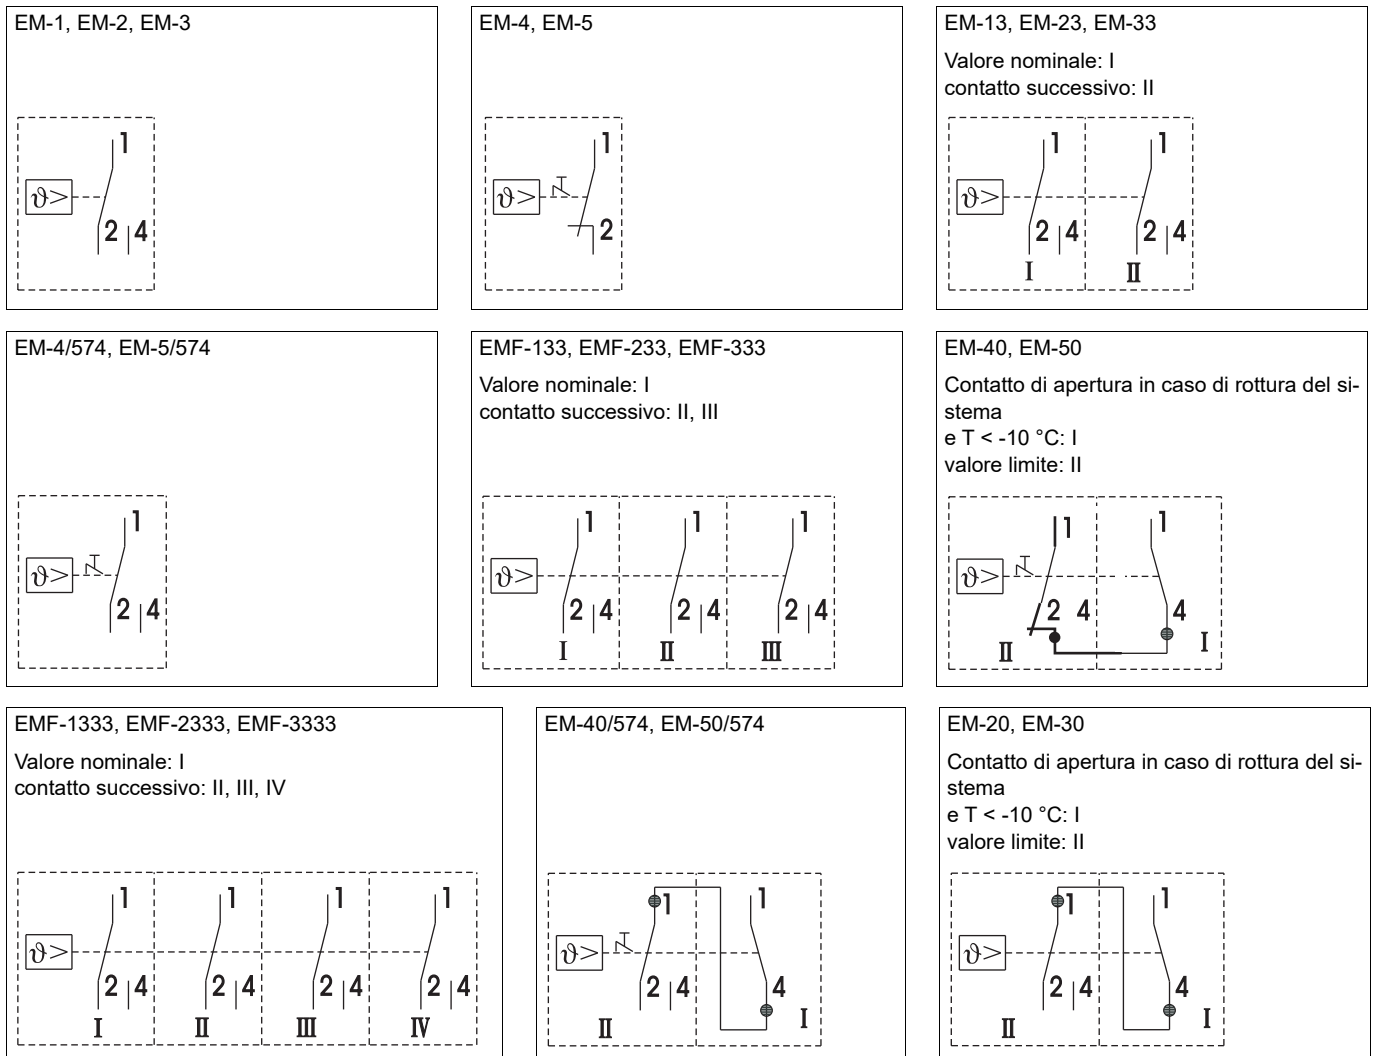 EM-1, EM-2, EM-3
1
ϑ>
2 4
EM-4, EM-5
1
ϑ>
2
EM-13, EM-23, EM-33
Valore nominale: I
contatto successivo: II
1 1
ϑ>
2 4 2 4
I II
EM-4/574, EM-5/574
1
ϑ>
2 4
EMF-133, EMF-233, EMF-333
Valore nominale: I
contatto successivo: II, III
1 1 1
ϑ>
2 4 2 4 2 4
I II III
EM-40, EM-50
Contatto di apertura in caso di rottura del si-
stema
e T < -10 °C: I
valore limite: II
1 1
ϑ>
2 4 4
II I
EMF-1333, EMF-2333, EMF-3333
Valore nominale: I
contatto successivo: II, III, IV
1 1 1 1
ϑ>
2 4 2 4 2 4 2 4
I II III IV
EM-40/574, EM-50/574
1 1
ϑ>
2 4 4
II I
EM-20, EM-30
Contatto di apertura in caso di rottura del si-
stema
e T < -10 °C: I
valore limite: II
1 1
ϑ>
2 4 4
II I